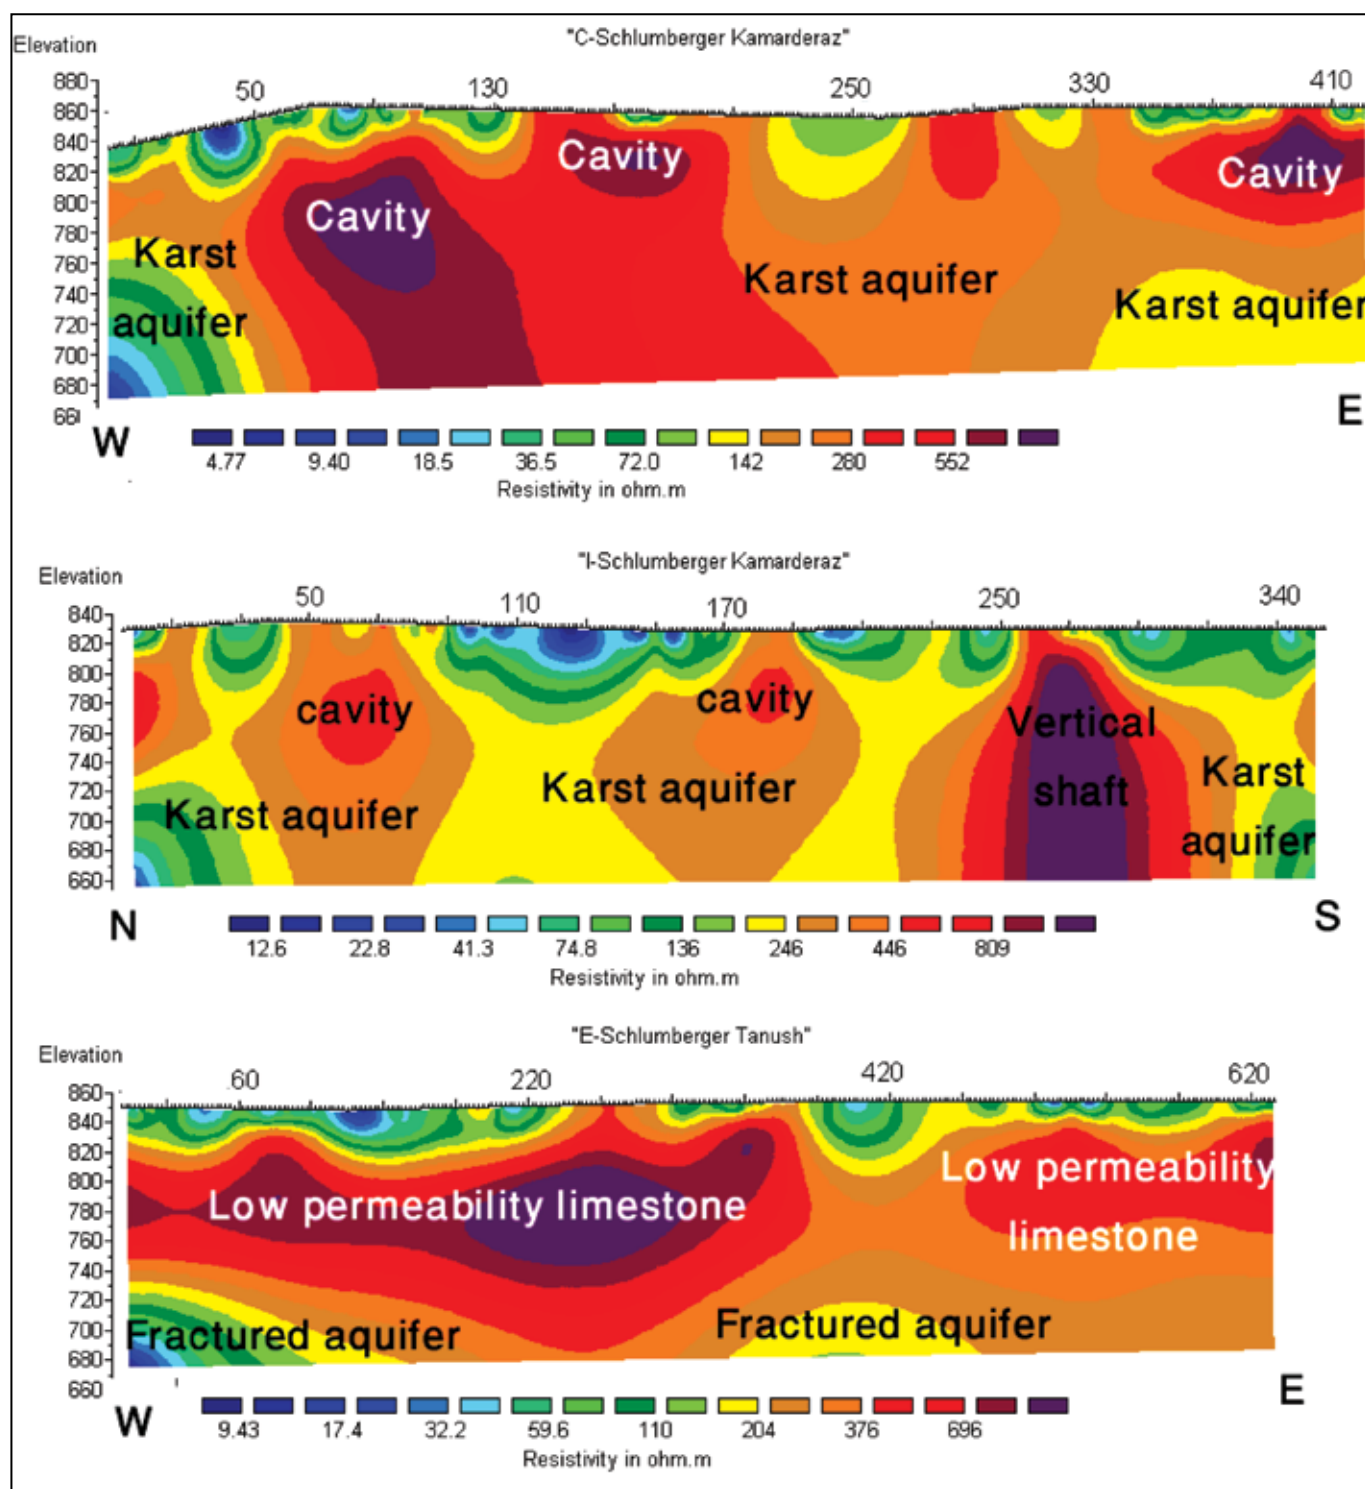 "C-Schlumberger Kamarderaz"
Elevation
50 130 250 330 410
880
860
840
820
800
780
760
740
720
700
680
66
Cavity
Cavity
Cavity
Karst
aquifer
Karst aquifer
Karst aquifer
W E
4.77 9.40 18.5 36.5 72.0 142 280 552
Resistivity in ohm.m
"I-Schlumberger Kamarderaz"
Elevation
50 110 170 250 340
840
820
800
780
760
740
720
700
680
660
cavity
cavity
Vertical
shaft
Karst aquifer
Karst aquifer
Karst
aquifer
N S
12.6 22.8 41.3 74.8 136 246 446 809
Resistivity in ohm.m
"E-Schlumberger Tanush"
Elevation
60 220 420 620
860
840
820
800
780
760
740
720
700
680
660
Low permeability limestone
Low permeability
limestone
Fractured aquifer
Fractured aquifer
W E
9.43 17.4 32.2 59.6 110 204 376 696
Resistivity in ohm.m